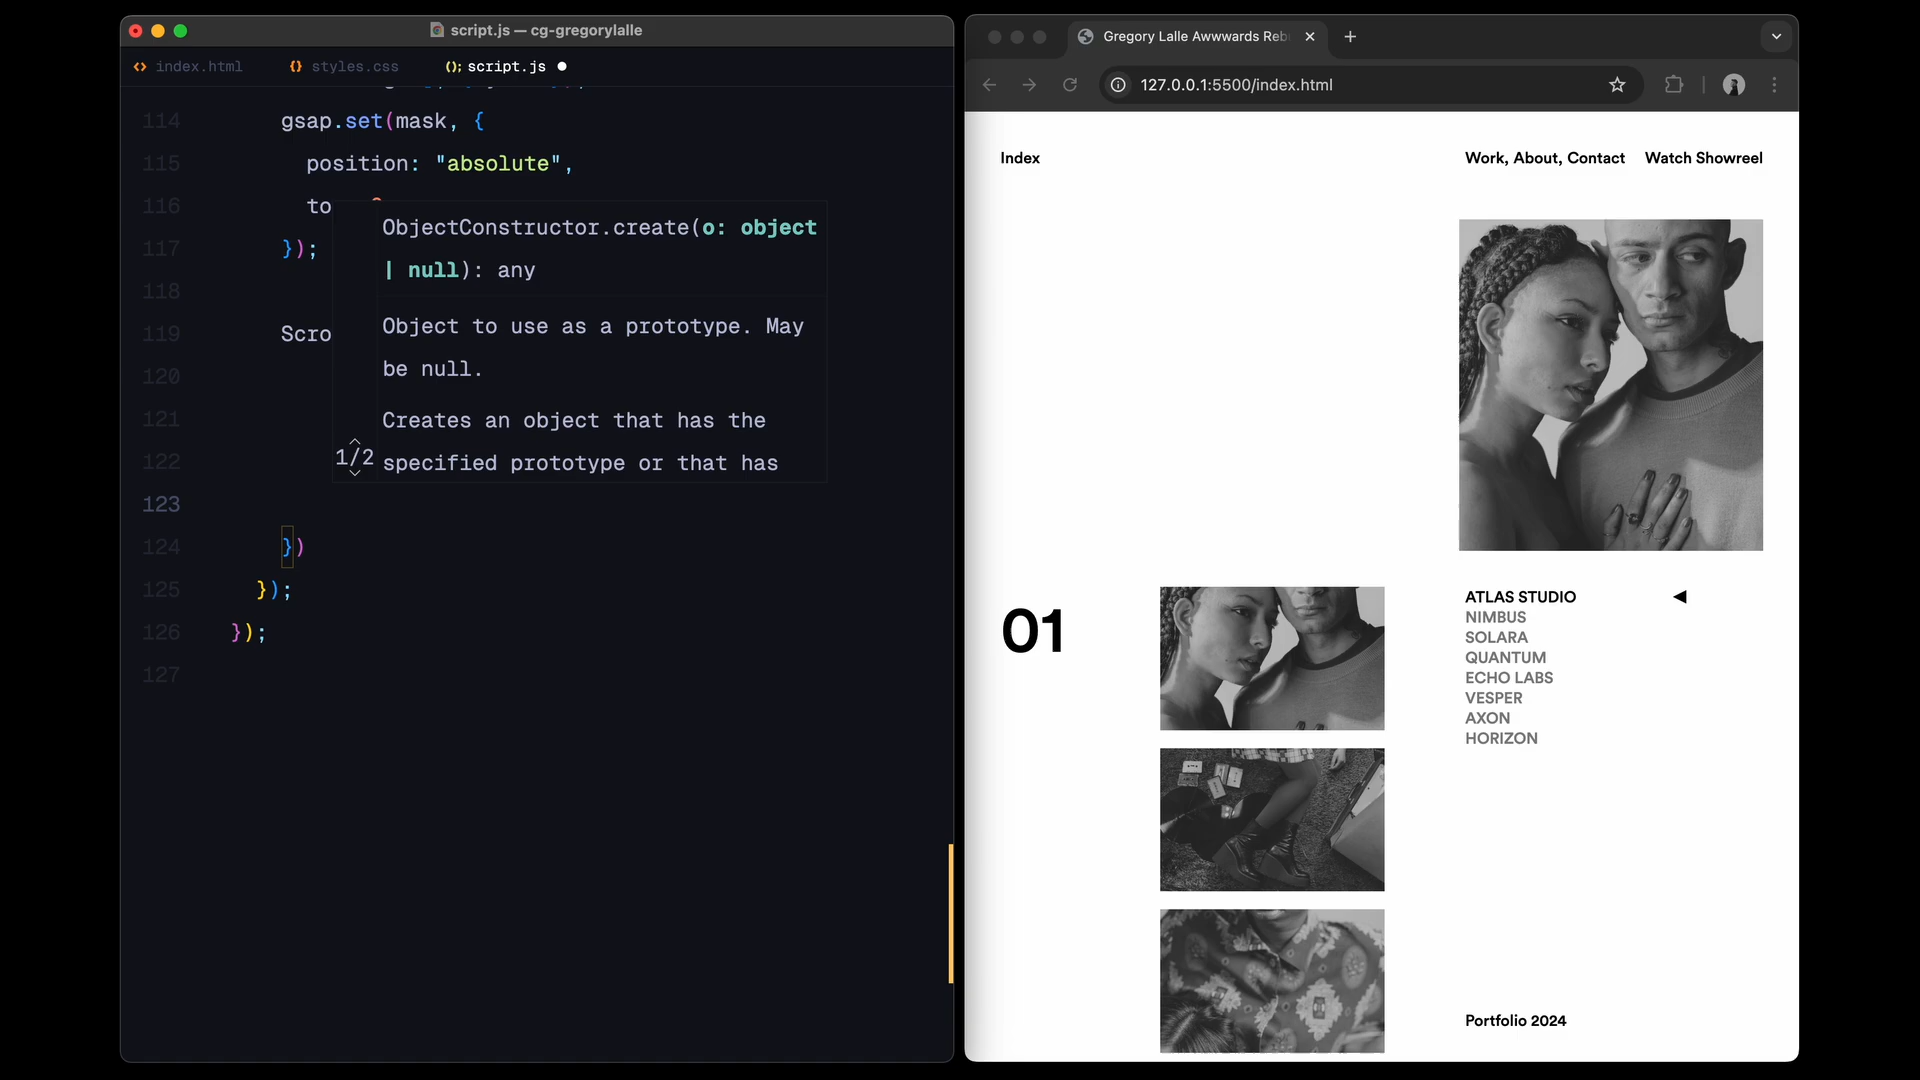 script.js — cg-gregorylalle
index.html
styles.css
script.js
114 gsap.set(mask, {
115 position: "absolute",
116 to
117 });
118
119 Scro
120
121
122
123
124 })
125 });
126 });
127
ObjectConstructor.create(o: object
| null): any
Object to use as a prototype. May
be null.
Creates an object that has the
1/2
specified prototype or that has
Gregory Lalle Awwwards Reb
127.0.0.1:5500/index.html
Index
Work, About, Contact
Watch Showreel
01
ATLAS STUDIO
NIMBUS
SOLARA
QUANTUM
ECHO LABS
VESPER
AXON
HORIZON
Portfolio 2024